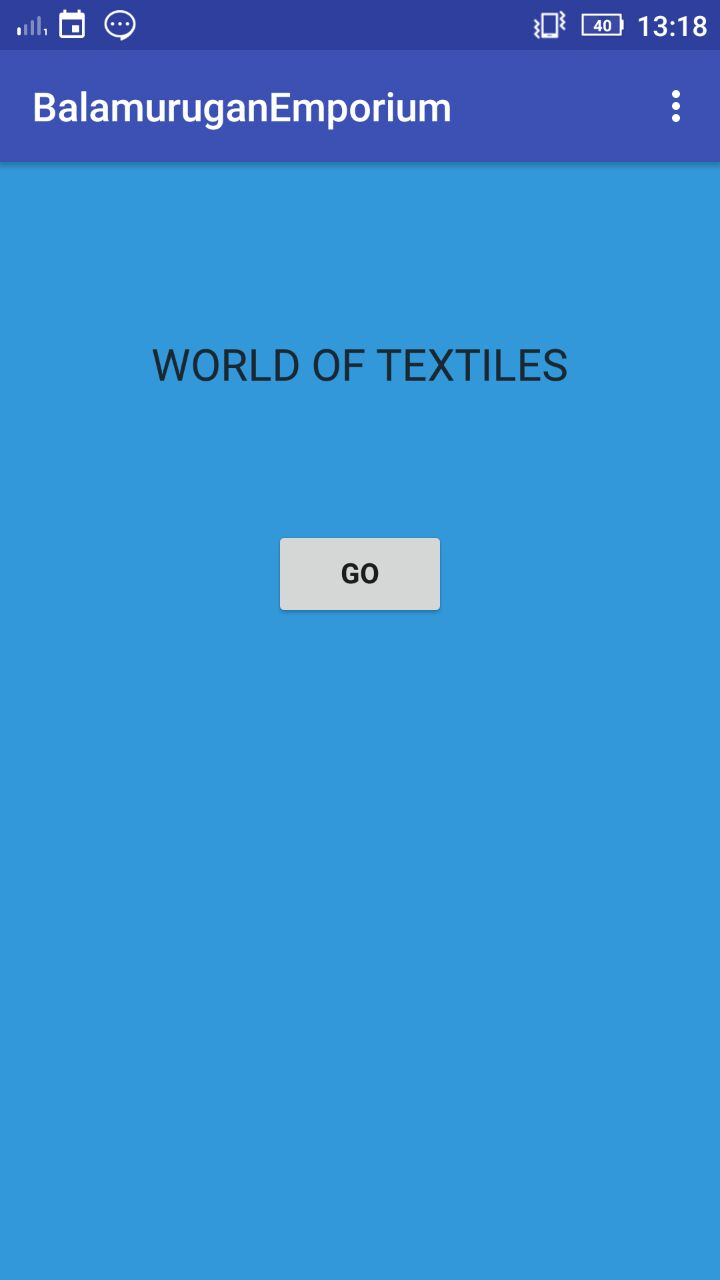 40 13:18
BalamuruganEmporium
WORLD OF TEXTILES
GO